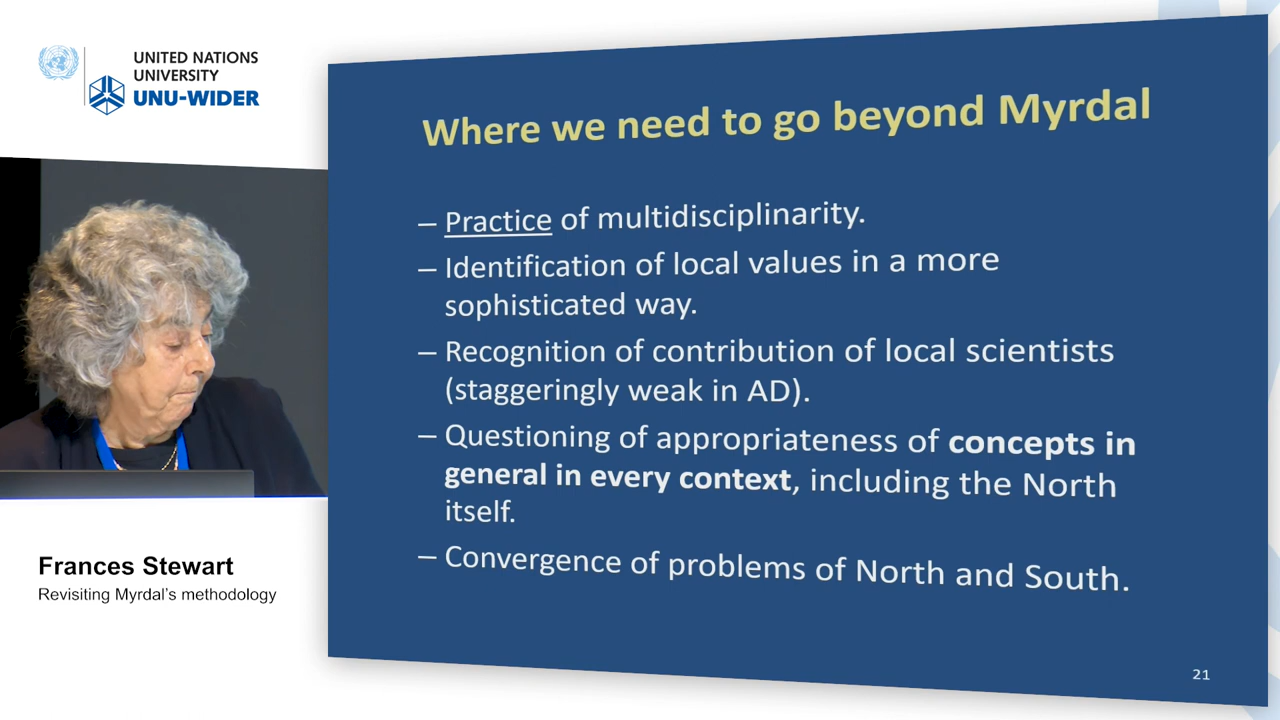 UNITED NATIONS
UNIVERSITY
UNU-WIDER
Where we need to go beyond Myrdal
– Practice of multidisciplinarity.
– Identification of local values in a more
sophisticated way.
– Recognition of contribution of local scientists
(staggeringly weak in AD).
– Questioning of appropriateness of concepts in
general in every context, including the North
itself.
– Convergence of problems of North and South.
21
Frances Stewart
Revisiting Myrdal's methodology